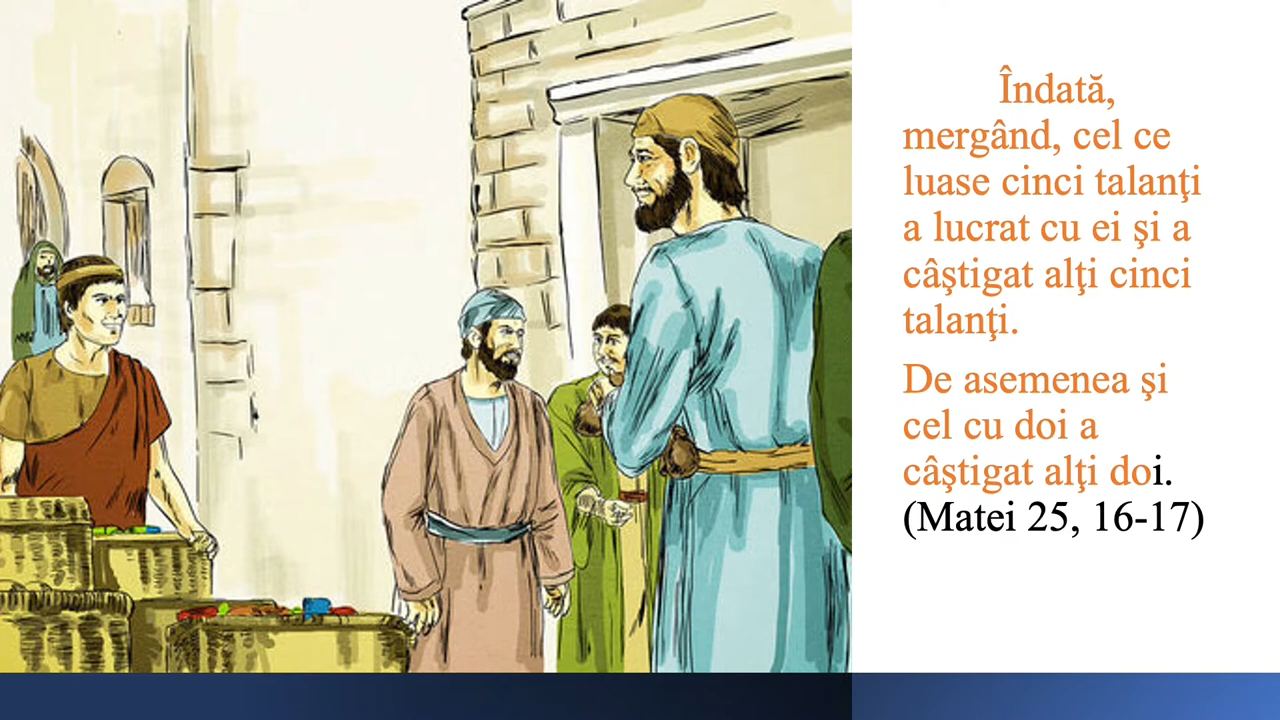 Îndată,
mergând, cel ce
luase cinci talanţi
a lucrat cu ei şi a
câştigat alţi cinci
talanţi.
De asemenea şi
cel cu doi a
câştigat alţi doi.
(Matei 25, 16-17)